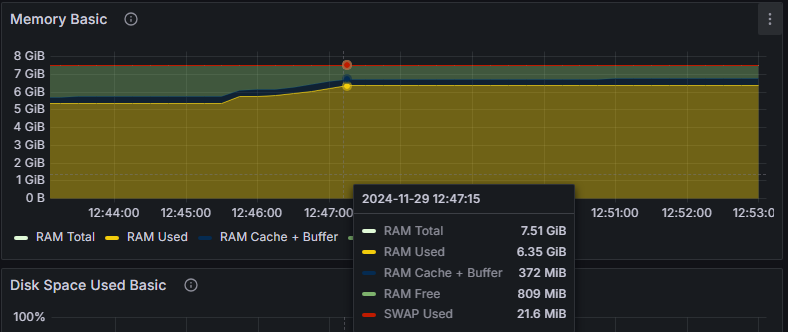 Memory Basic
8 GiB
7 GiB
6 GiB
5 GiB
4 GiB
3 GiB
2 GiB
1 GiB
0 B
12:44:00 12:45:00 12:46:00 12:47:00 12:51:00 12:52:00 12:53:0
RAM Total RAM Used RAM Cache + Buffer
2024-11-29 12:47:15
RAM Total 7.51 GiB
RAM Used 6.35 GiB
RAM Cache + Buffer 372 MiB
RAM Free 809 MiB
SWAP Used 21.6 MiB
Disk Space Used Basic
100%